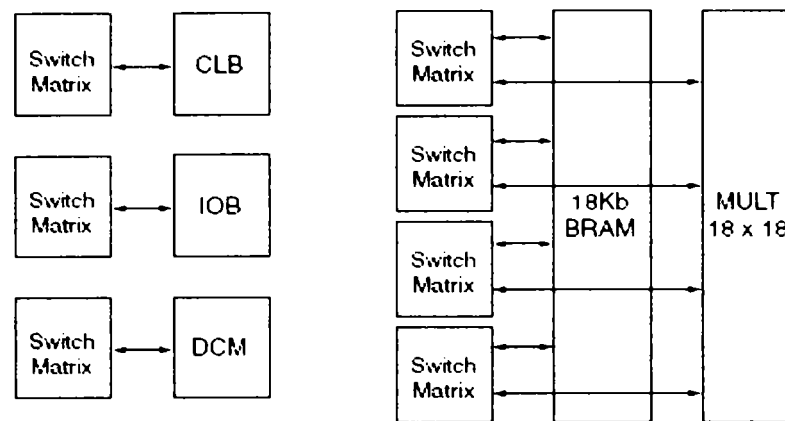 Switch
Matrix
CLB
Switch
Matrix
IOB
Switch
Matrix
DCM
Switch
Matrix
Switch
Matrix
Switch
Matrix
Switch
Matrix
18Kb
BRAM
MULT
18 x 18